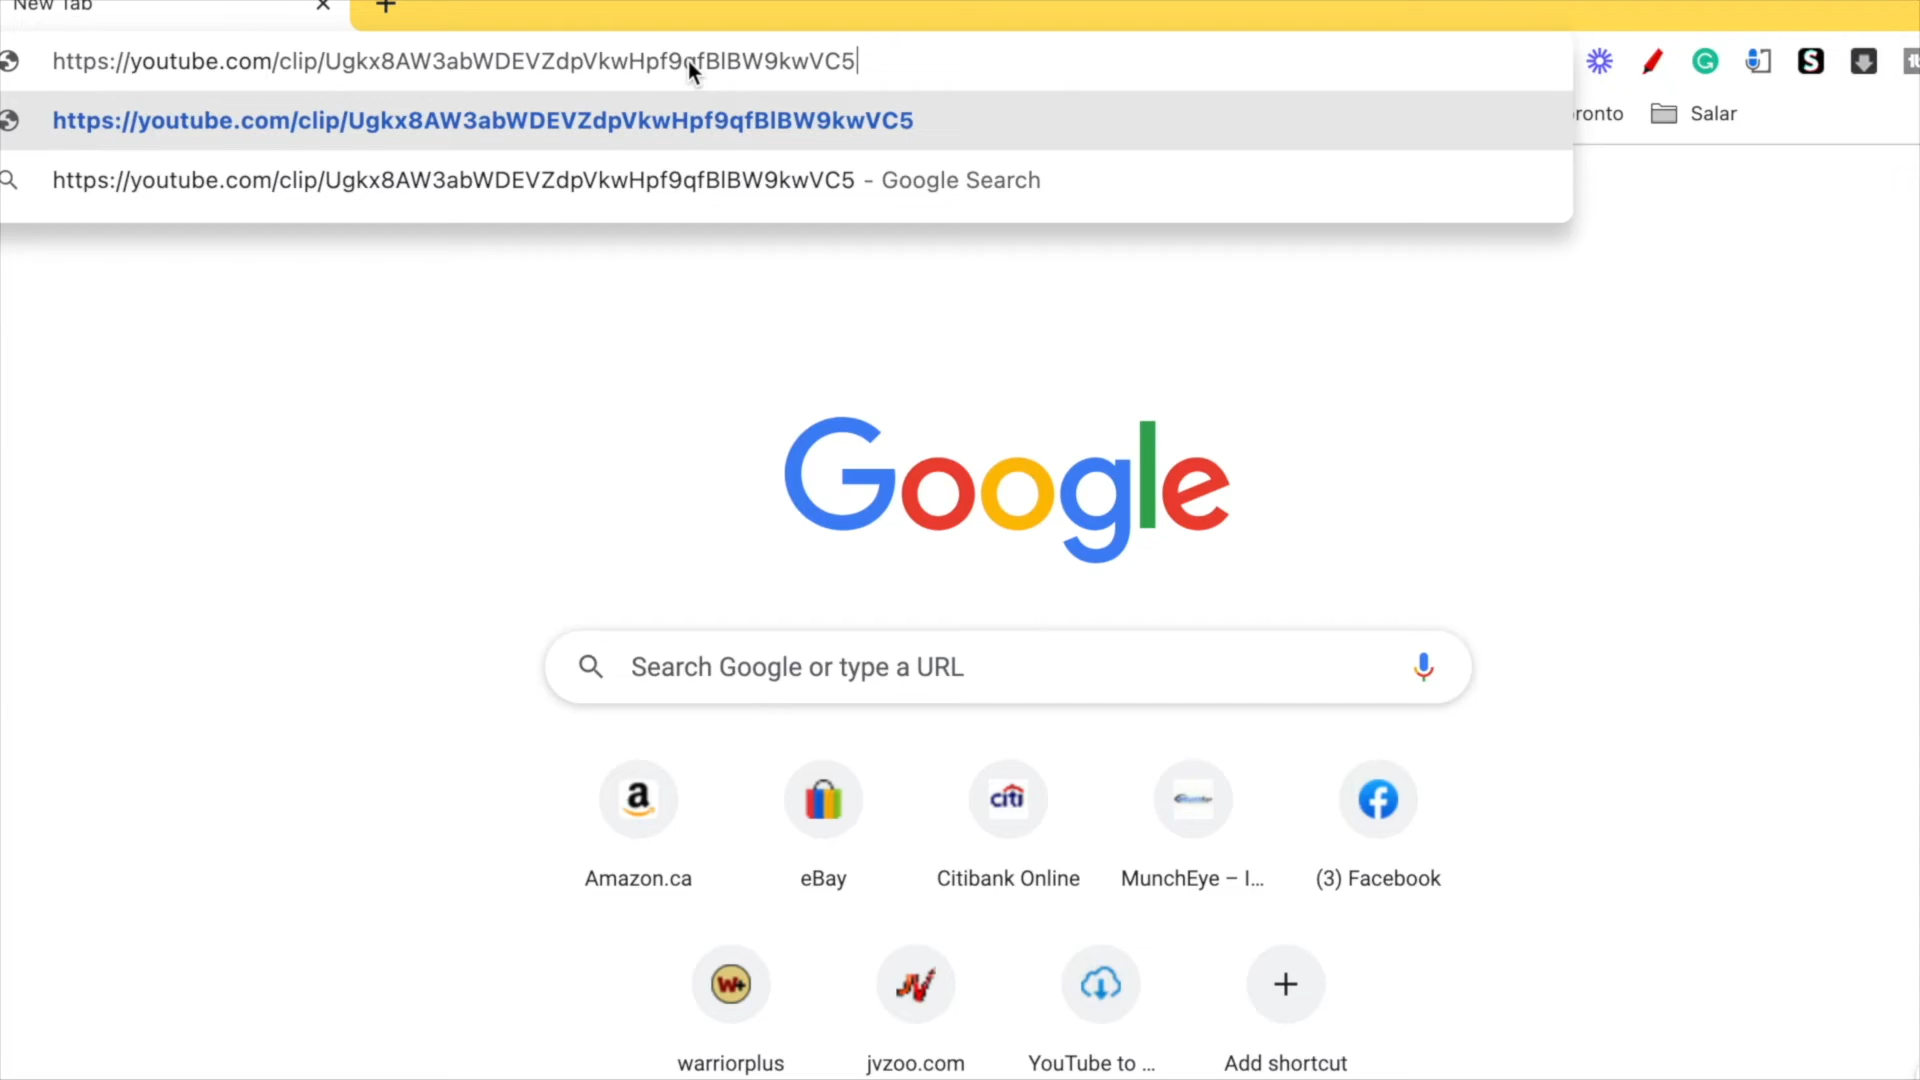 New Tab
https://youtube.com/clip/Ugkx8AW3abWDEVZdpVkwHpf9qfBlBW9kwVC5
https://youtube.com/clip/Ugkx8AW3abWDEVZdpVkwHpf9qfBlBW9kwVC5
ronto Salar
https://youtube.com/clip/Ugkx8AW3abWDEVZdpVkwHpf9qfBlBW9kwVC5 - Google Search
Google
Search Google or type a URL
a citi
Amazon.ca eBay Citibank Online MunchEye – I... (3) Facebook
W+
warriorplus jvzoo.com YouTube to ... Add shortcut